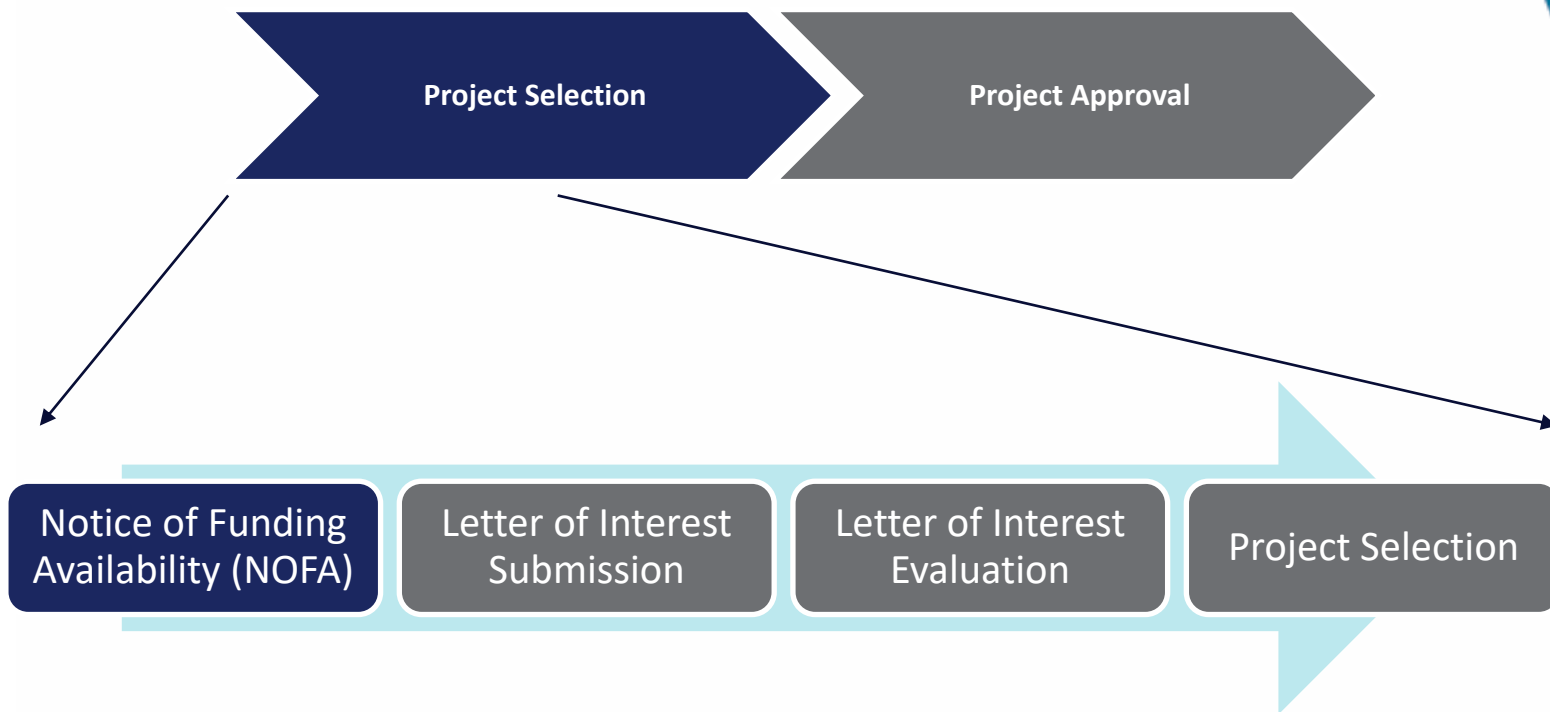 Project Selection
Project Approval
Notice of Funding
Availability (NOFA)
Letter of Interest
Submission
Letter of Interest
Evaluation
Project Selection